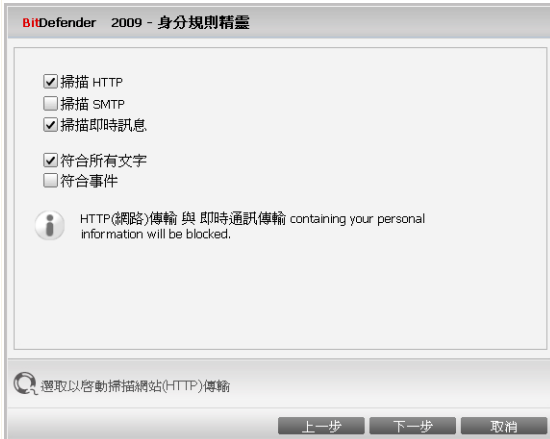 BitDefender 2009 - 身分規則精靈
掃描 HTTP
掃描 SMTP
掃描即時訊息
符合所有文字
符合事件
HTTP(網路)傳輸 與 即時通訊傳輸 containing your personal
information will be blocked.
選取以啓動掃描網站(HTTP)傳輸
上一步 下一步 取消